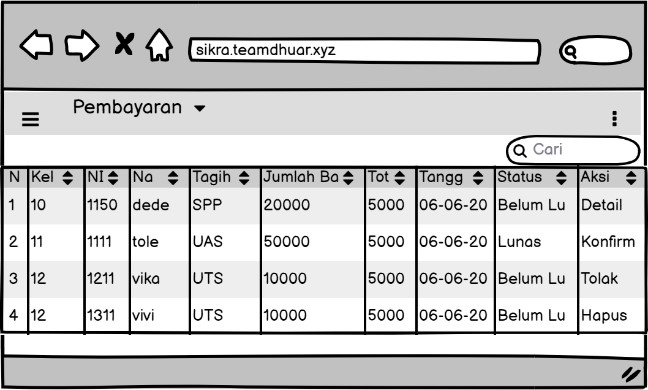 sikra.teamdhuar.xyz
Pembayaran
Cari
N Kel NI Na Tagih Jumlah Ba Tot Tangg Status Aksi
1 10 1150 dede SPP 20000 5000 06-06-20 Belum Lu Detail
2 11 1111 tole UAS 50000 5000 06-06-20 Lunas Konfirm
3 12 1211 vika UTS 10000 5000 06-06-20 Belum Lu Tolak
4 12 1311 vivi UTS 10000 5000 06-06-20 Belum Lu Hapus